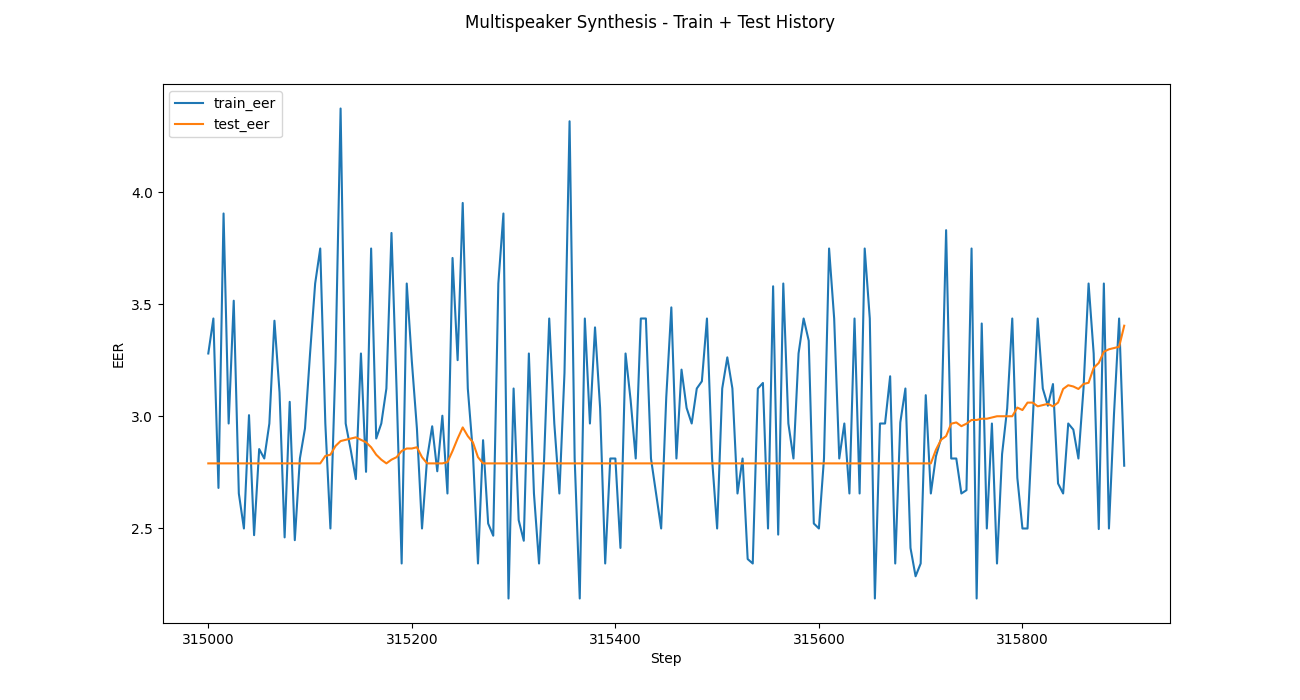 Multispeaker Synthesis - Train + Test History
train_eer
test_eer
4.0
3.5
3.0
2.5
EER
315000 315200 315400 315600 315800
Step